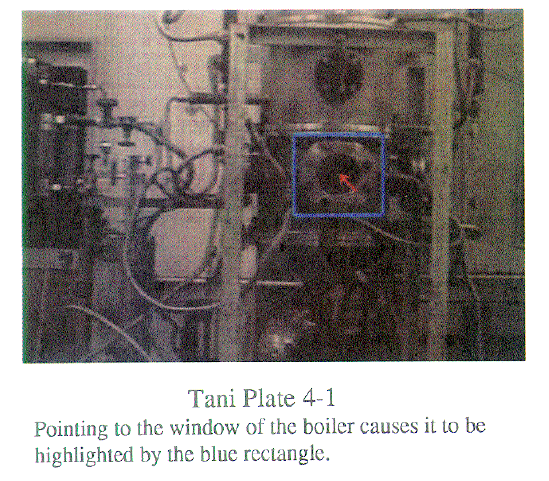 Tani Plate 4-1
Pointing to the window of the boiler causes it to be
highlighted by the blue rectangle.